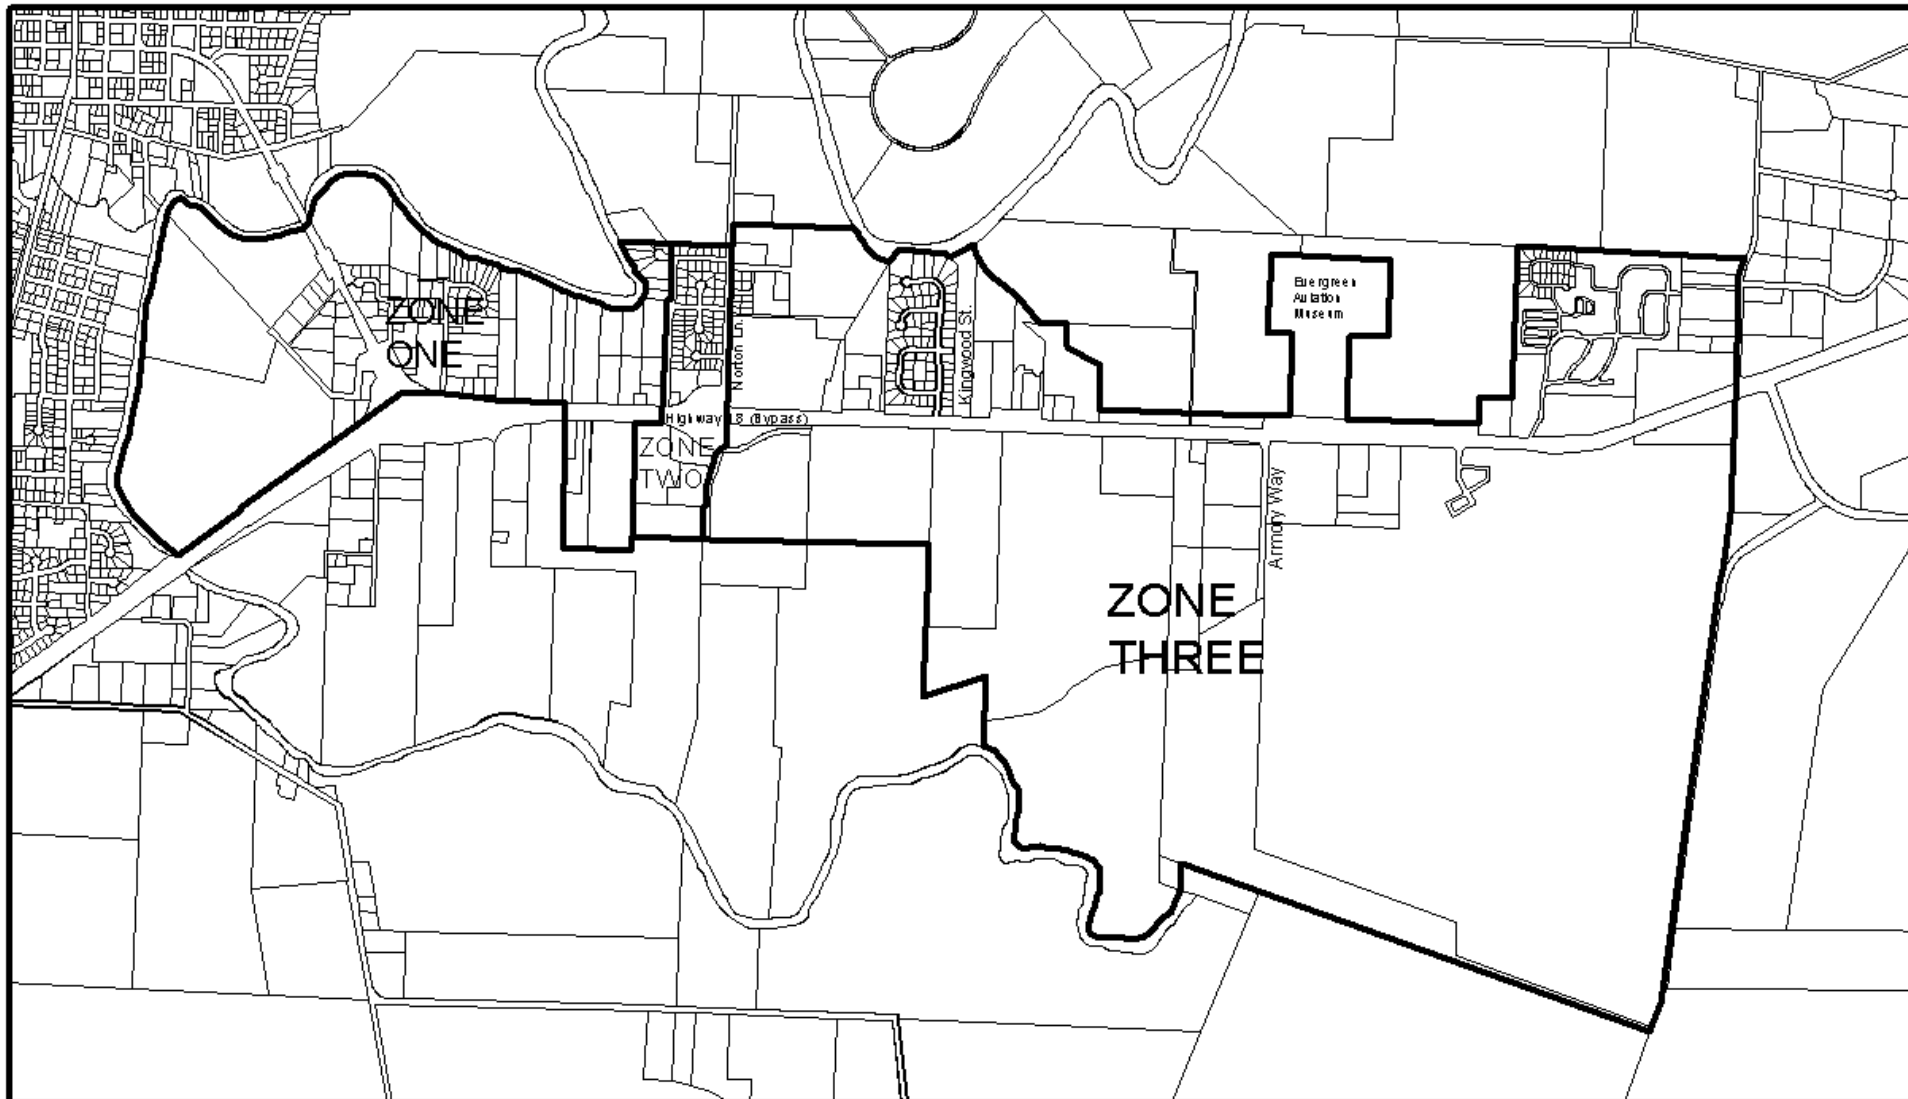 ZONE
ONE
Norton Ln.
Kingwood St.
Evergreen
Aviation
Museum
Highway 18 (Bypass)
ZONE
TWO
Armory Way
ZONE
THREE